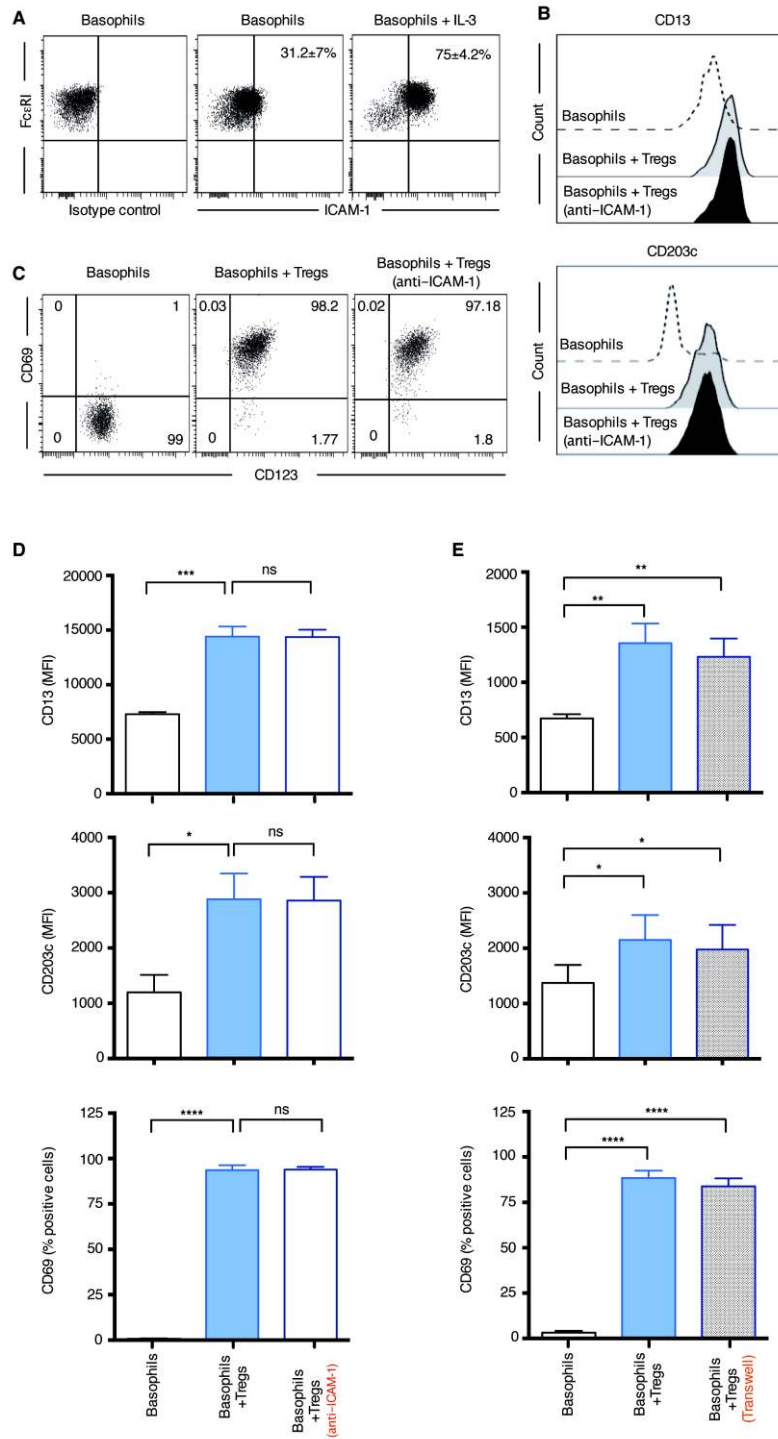 A
Basophils
Basophils
Basophils + IL-3
FcεRI
31.2±7%
75±4.2%
Isotype control
ICAM-1
B
CD13
Count
Basophils
Basophils + Tregs
Basophils + Tregs
(anti–ICAM-1)
CD203c
Count
Basophils
Basophils + Tregs
Basophils + Tregs
(anti–ICAM-1)
C
Basophils
Basophils + Tregs
Basophils + Tregs
(anti–ICAM-1)
CD69
0
1
0
99
0.03
98.2
0
1.77
0.02
97.18
0
1.8
CD123
D
CD13 (MFI)
20000
15000
10000
5000
0
***
ns
CD203c (MFI)
4000
3000
2000
1000
0
*
ns
CD69 (% positive cells)
125
100
75
50
25
0
****
ns
Basophils
Basophils
+Tregs
Basophils
+Tregs
(anti-ICAM-1)
E
CD13 (MFI)
2000
1500
1000
500
0
**
**
CD203c (MFI)
4000
3000
2000
1000
0
*
*
CD69 (% positive cells)
125
100
75
50
25
0
****
****
Basophils
Basophils
+Tregs
Basophils
+Tregs
(Transwell)